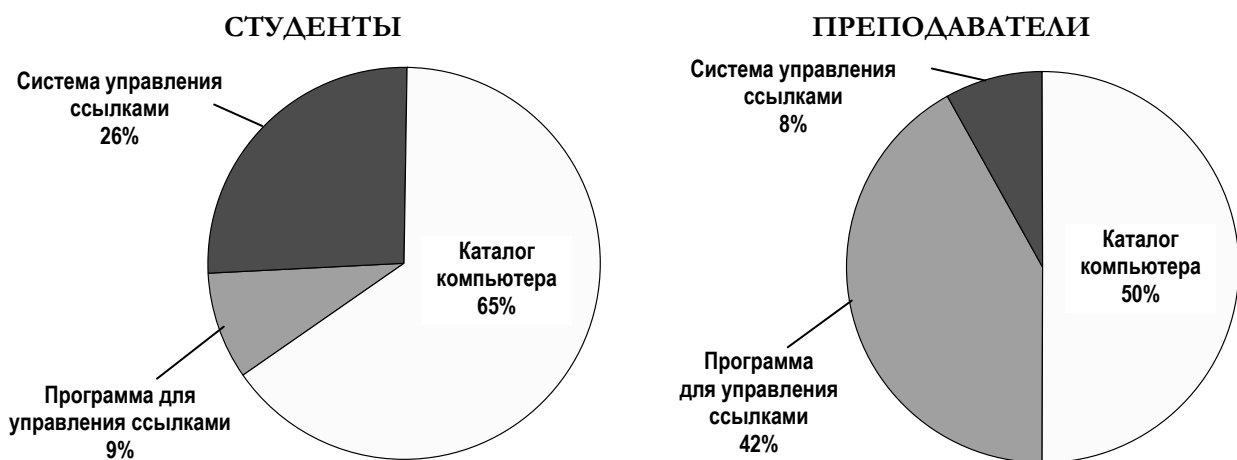 СТУДЕНТЫ
Система управления
ссылками
26%
Каталог
компьютера
65%
Программа для
управления ссылками
9%
ПРЕПОДАВАТЕЛИ
Система управления
ссылками
8%
Каталог
компьютера
50%
Программа
для управления
ссылками
42%